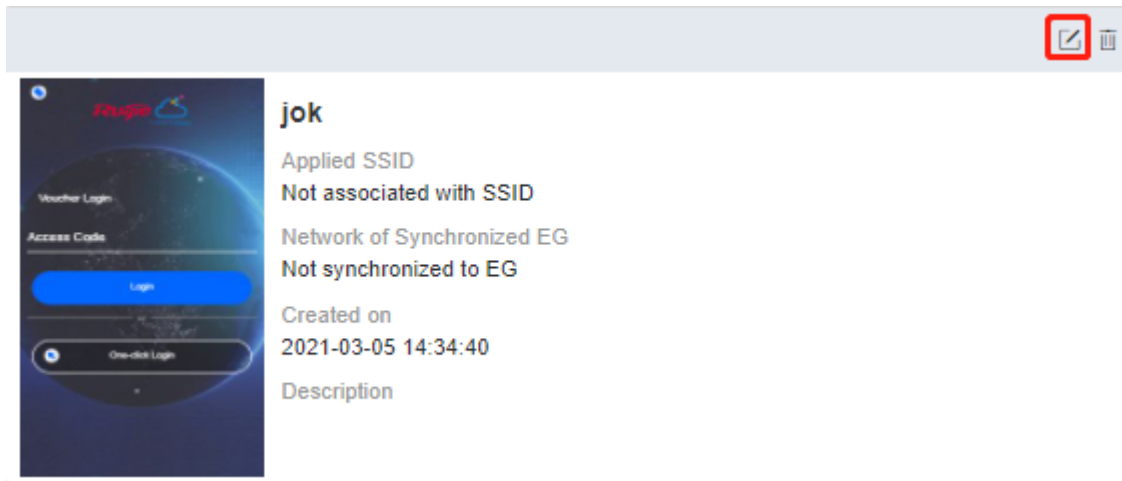 Ruijie
Voucher Login
Access Code
Login
One-click Login
jok
Applied SSID
Not associated with SSID
Network of Synchronized EG
Not synchronized to EG
Created on
2021-03-05 14:34:40
Description